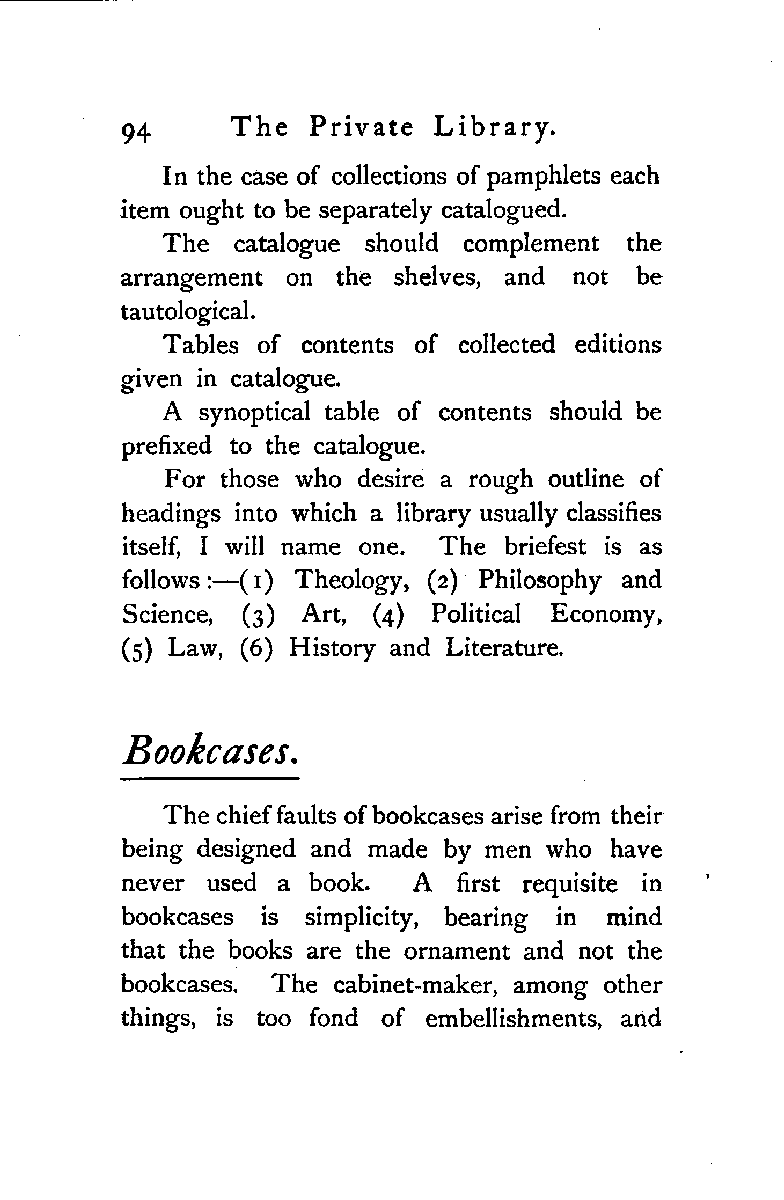 94 The Private Library.
In the case of collections of pamphlets each
item ought to be separately catalogued.
The catalogue should complement the
arrangement on the shelves, and not be
tautological.
Tables of contents of collected editions
given in catalogue.
A synoptical table of contents should be
prefixed to the catalogue.
For those who desire a rough outline of
headings into which a library usually classifies
itself, I will name one. The briefest is as
follows:—(1) Theology, (2) Philosophy and
Science, (3) Art, (4) Political Economy,
(5) Law, (6) History and Literature.
Bookcases.
The chief faults of bookcases arise from their
being designed and made by men who have
never used a book. A first requisite in
bookcases is simplicity, bearing in mind
that the books are the ornament and not the
bookcases. The cabinet-maker, among other
things, is too fond of embellishments, and